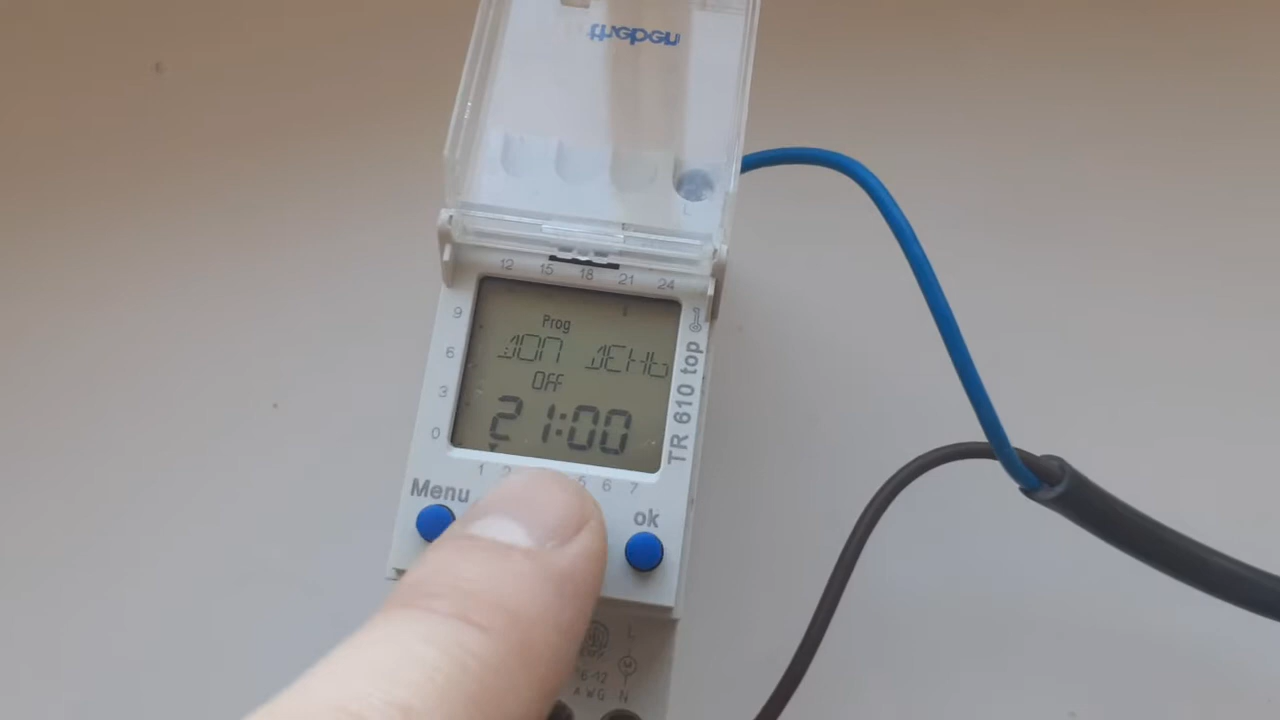 theben
L
12 15 18 21 24
9
6
3
0
Prog
ДОП ДЕНЬ
Off
21:00
TR 610 top
1 2 5 6 7
Menu
ok
L
M
N
AWG